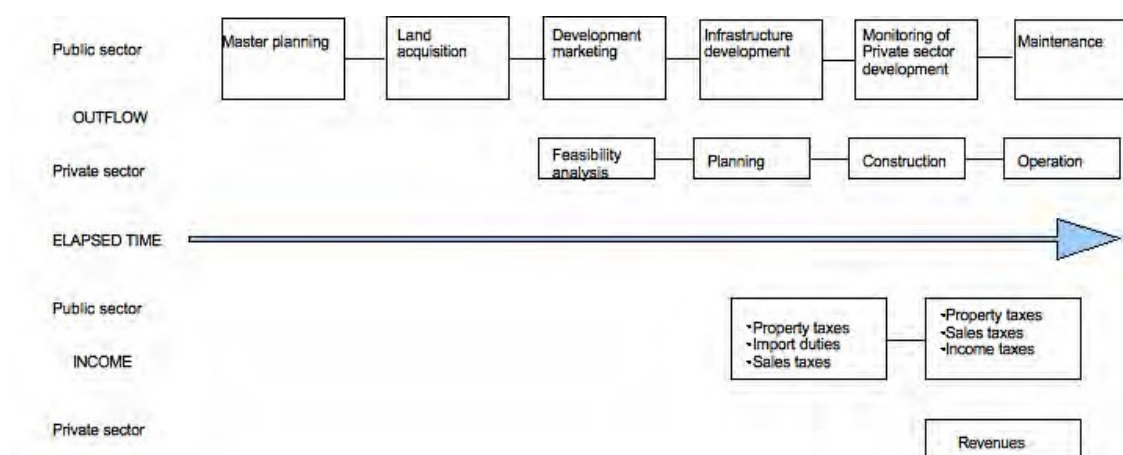 Public sector
Master planning
Land
acquisition
Development
marketing
Infrastructure
development
Monitoring of
Private sector
development
Maintenance
OUTFLOW
Private sector
Feasibility
analysis
Planning
Construction
Operation
ELAPSED TIME
Public sector
•Property taxes
•Import duties
•Sales taxes
•Property taxes
•Sales taxes
•Income taxes
INCOME
Private sector
Revenues